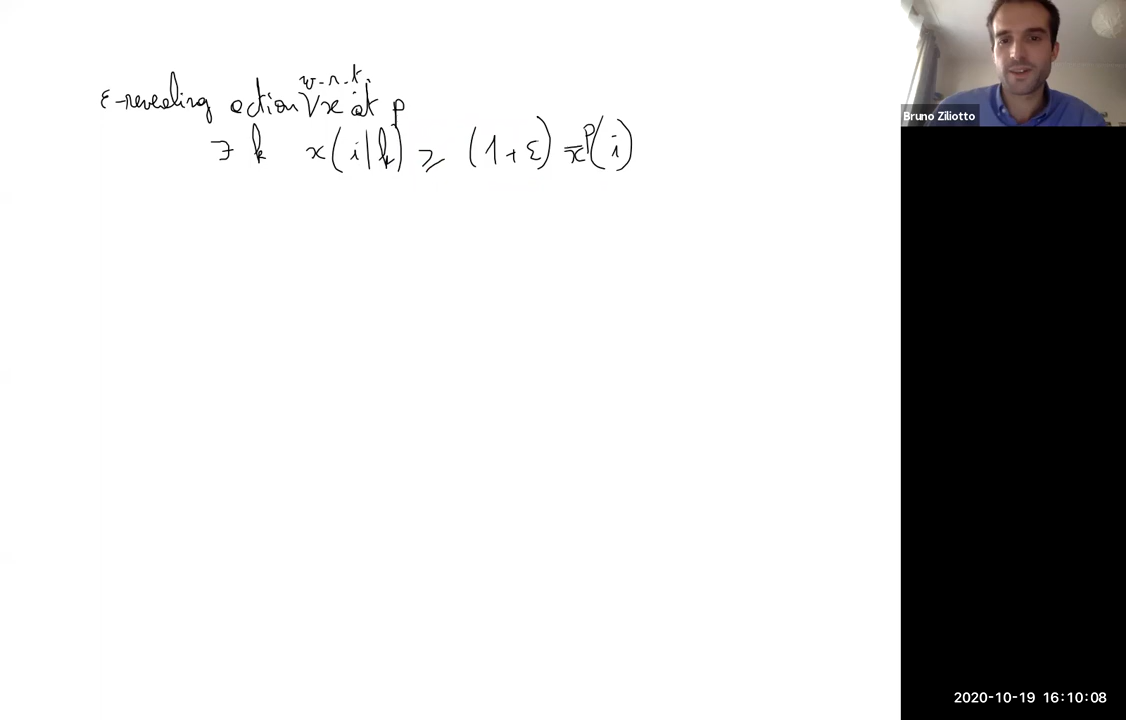 ε-revealing action w.r.t. x at p
∃ k x(i|k) ≥ (1+ε) x̄^p(i)
Bruno Ziliotto
2020-10-19 16:10:08